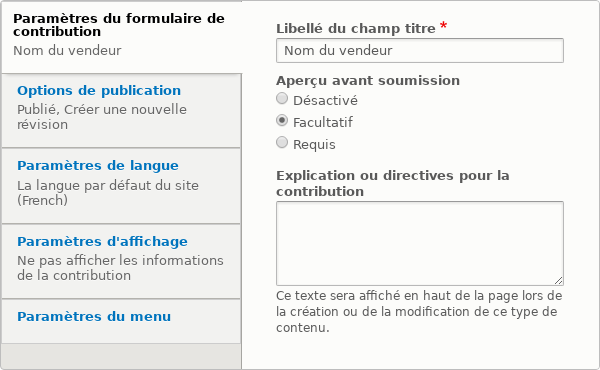 Paramètres du formulaire de
contribution
Nom du vendeur
Options de publication
Publié, Créer une nouvelle
révision
Paramètres de langue
La langue par défaut du site
(French)
Paramètres d'affichage
Ne pas afficher les informations
de la contribution
Paramètres du menu
Libellé du champ titre *
Nom du vendeur
Aperçu avant soumission
Désactivé
Facultatif
Requis
Explication ou directives pour la
contribution
Ce texte sera affiché en haut de la page lors de
la création ou de la modification de ce type de
contenu.